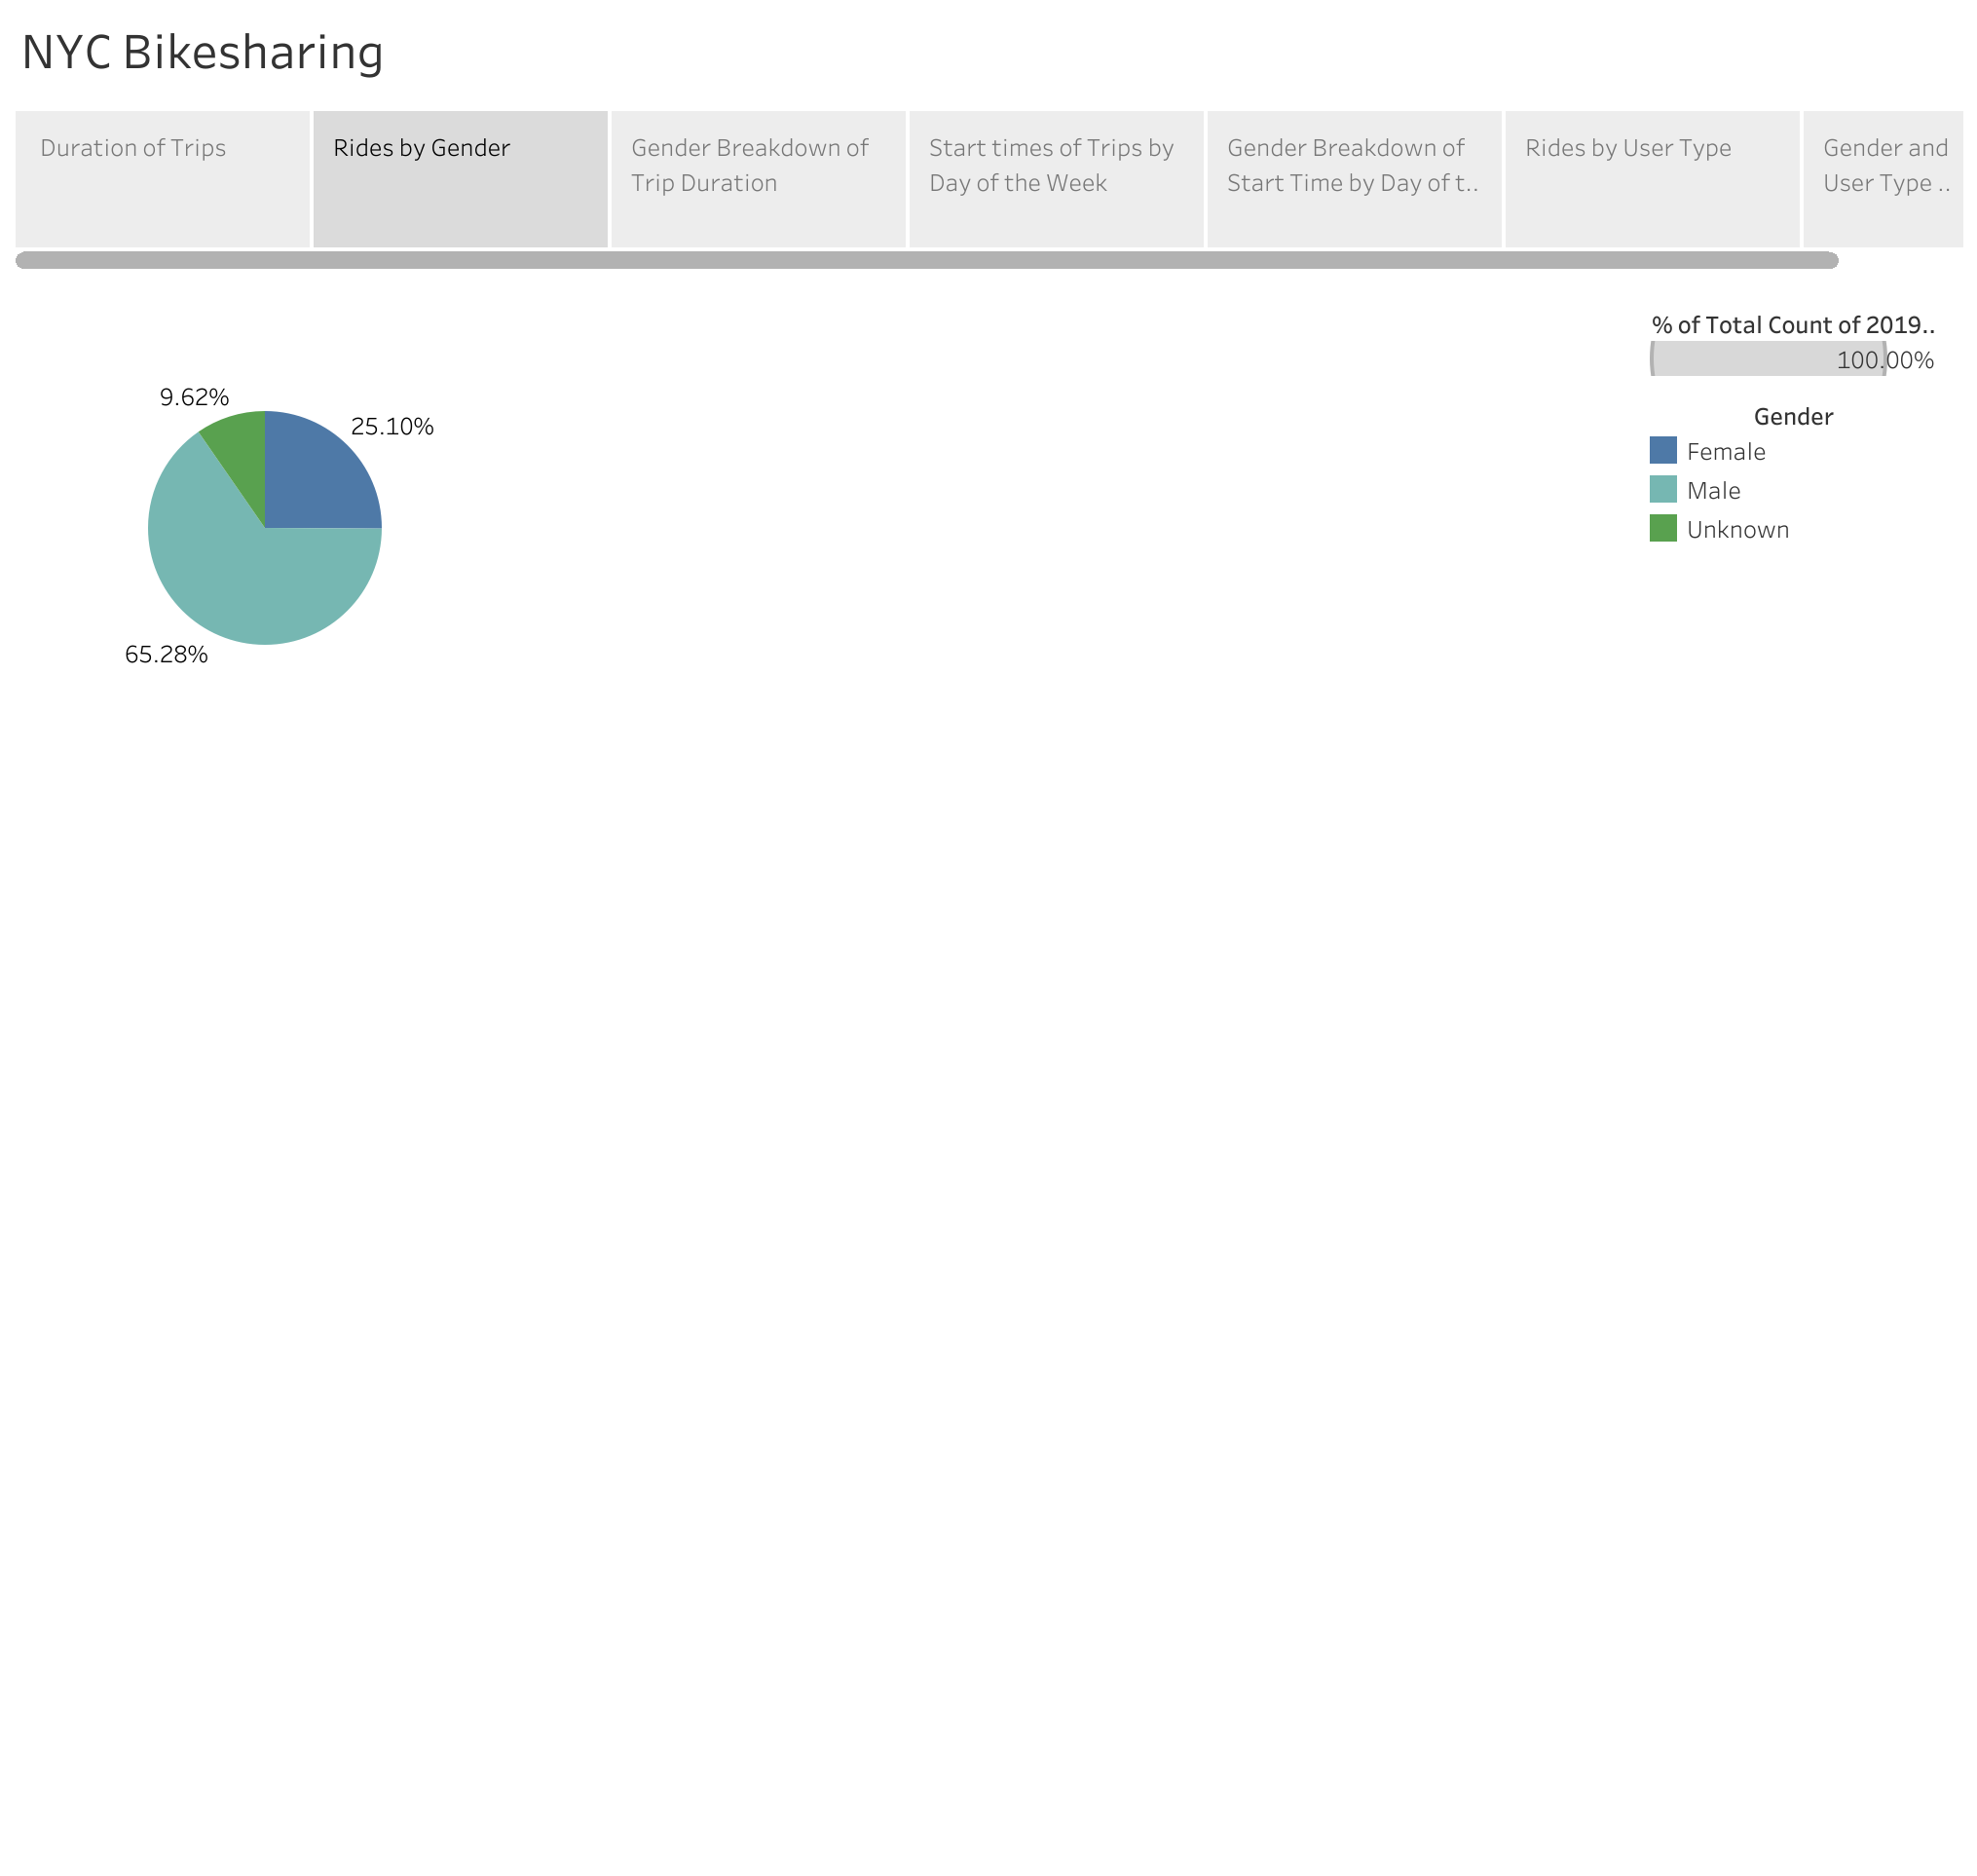 NYC Bikesharing
Duration of Trips
Rides by Gender
Gender Breakdown of
Trip Duration
Start times of Trips by
Day of the Week
Gender Breakdown of
Start Time by Day of t..
Rides by User Type
Gender and
User Type ..
% of Total Count of 2019..
100.00%
Gender
Female
Male
Unknown
9.62%
25.10%
65.28%